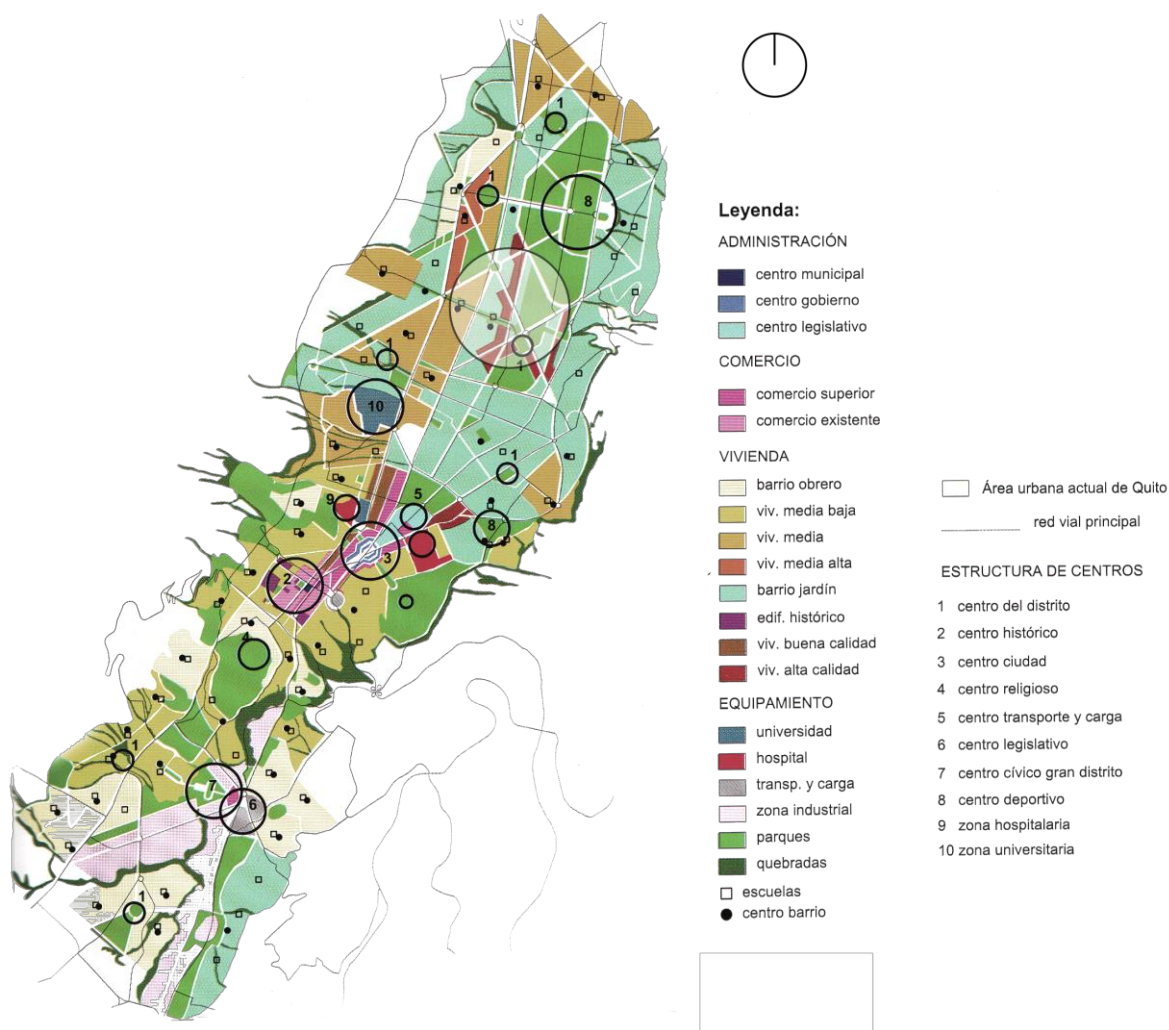 1
1
8
1
1
10
1
9
5
8
3
2
4
1
7
6
1
Leyenda:
ADMINISTRACIÓN
centro municipal
centro gobierno
centro legislativo
COMERCIO
comercio superior
comercio existente
VIVIENDA
barrio obrero
viv. media baja
viv. media
viv. media alta
barrio jardín
edif. histórico
viv. buena calidad
viv. alta calidad
EQUIPAMIENTO
universidad
hospital
transp. y carga
zona industrial
parques
quebradas
escuelas
centro barrio
Área urbana actual de Quito
red vial principal
ESTRUCTURA DE CENTROS
1 centro del distrito
2 centro histórico
3 centro ciudad
4 centro religioso
5 centro transporte y carga
6 centro legislativo
7 centro cívico gran distrito
8 centro deportivo
9 zona hospitalaria
10 zona universitaria